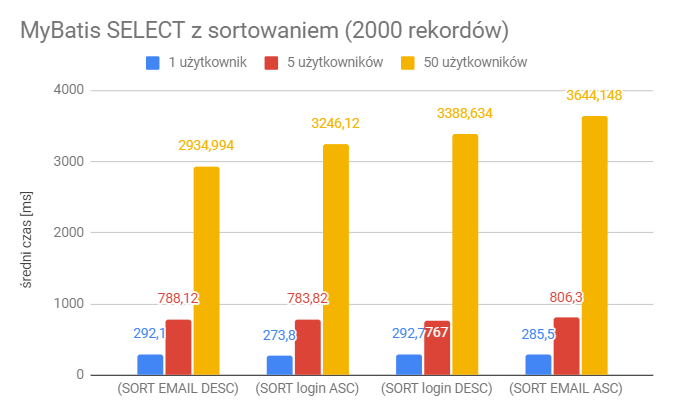 MyBatis SELECT z sortowaniem (2000 rekordów)
1 użytkownik 5 użytkowników 50 użytkowników
średni czas [ms]
4000
3000
2000
1000
0
292,1 788,12 2934,994
273,8 783,82 3246,12
292,7 767 3388,634
285,5 806,3 3644,148
(SORT EMAIL DESC) (SORT login ASC) (SORT login DESC) (SORT EMAIL ASC)